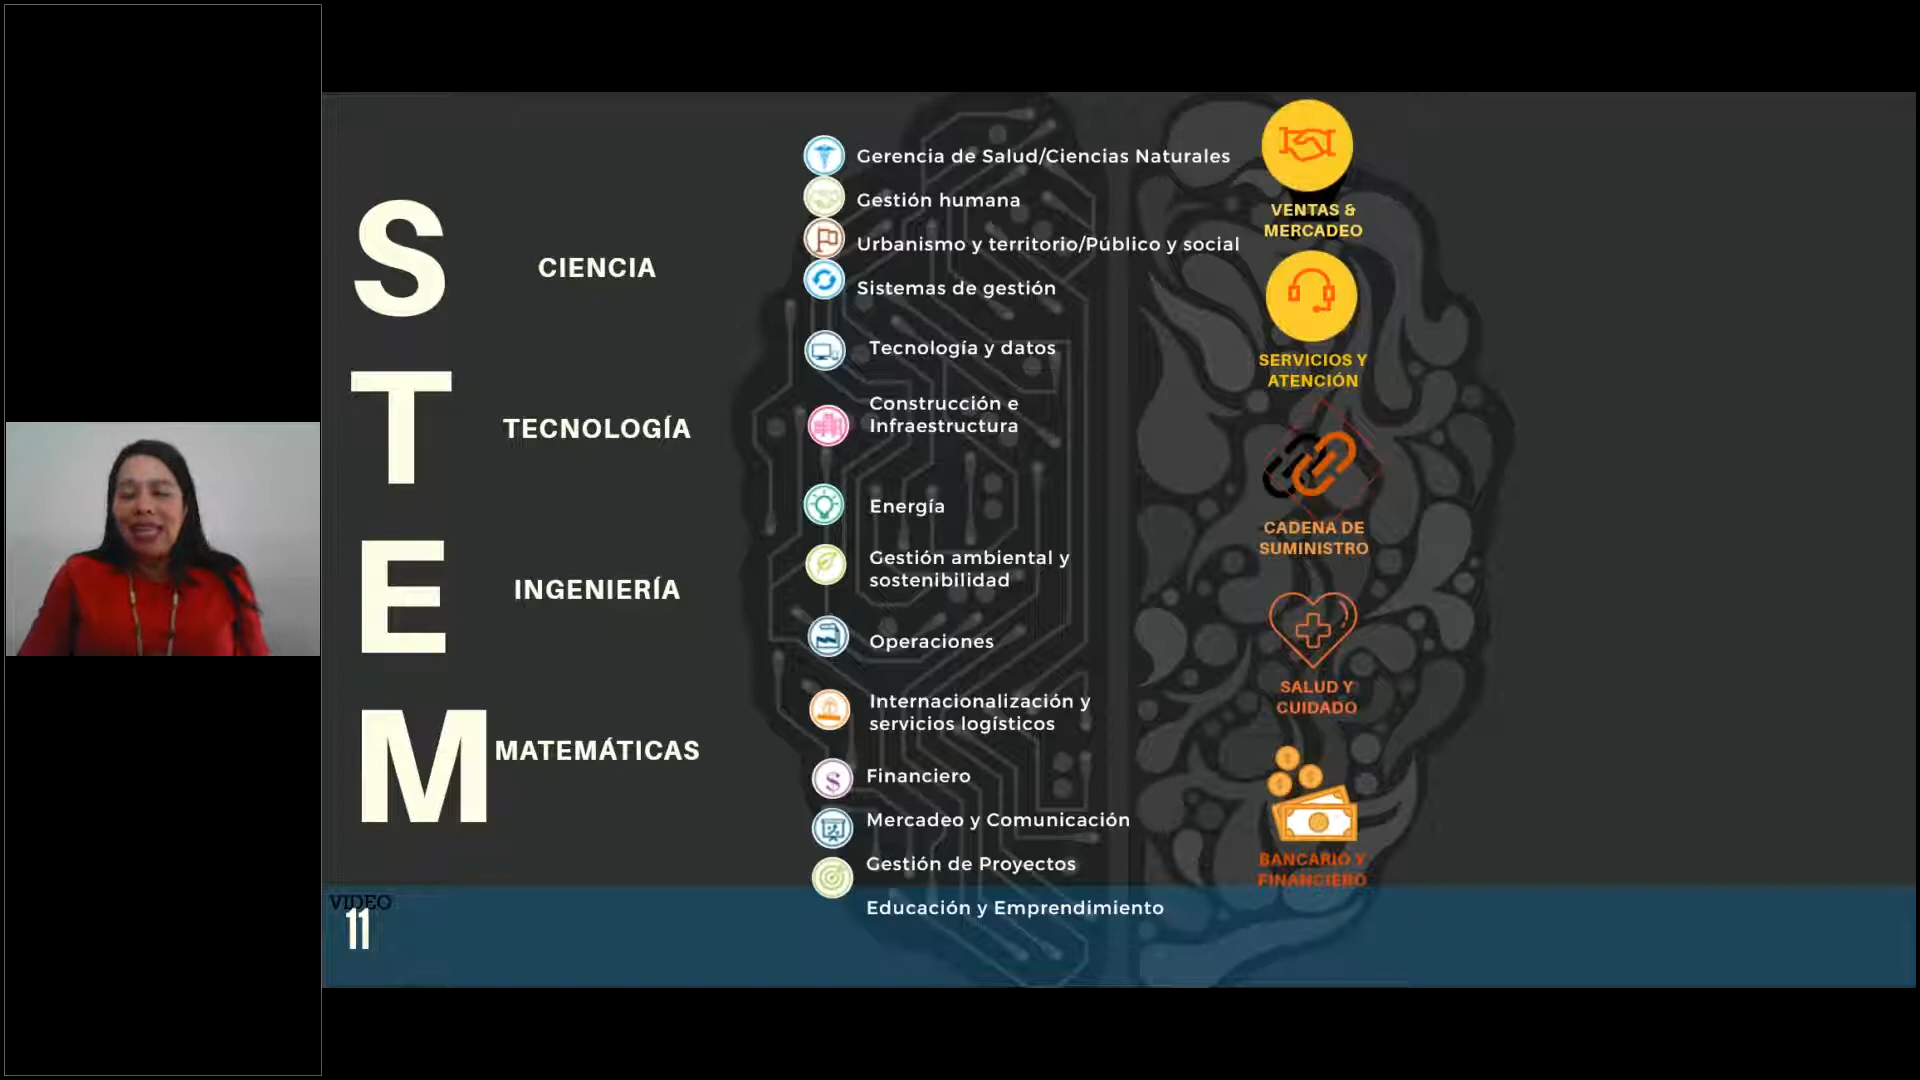 S
CIENCIA
T
TECNOLOGÍA
E
INGENIERÍA
M
MATEMÁTICAS
Gerencia de Salud/Ciencias Naturales
Gestión humana
Urbanismo y territorio/Público y social
Sistemas de gestión
Tecnología y datos
Construcción e
Infraestructura
Energía
Gestión ambiental y
sostenibilidad
Operaciones
Internacionalización y
servicios logísticos
Financiero
Mercadeo y Comunicación
Gestión de Proyectos
Educación y Emprendimiento
VENTAS &
MERCADEO
SERVICIOS Y
ATENCIÓN
CADENA DE
SUMINISTRO
SALUD Y
CUIDADO
BANCARIO Y
FINANCIERO
VIDEO
11